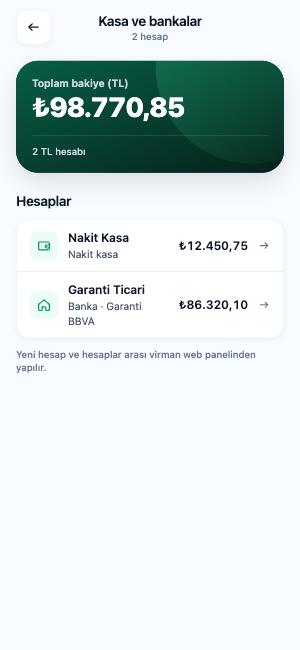 Kasa ve bankalar
2 hesap
Toplam bakiye (TL)
₺98.770,85
2 TL hesabı
Hesaplar
Nakit Kasa
Nakit kasa
₺12.450,75
Garanti Ticari
Banka · Garanti
BBVA
₺86.320,10
Yeni hesap ve hesaplar arası virman web panelinden
yapılır.